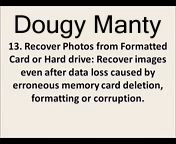 Dougy Manty
13. Recover Photos from Formatted
Card or Hard drive: Recover images
even after data loss caused by
erroneous memory card deletion,
formatting or corruption.